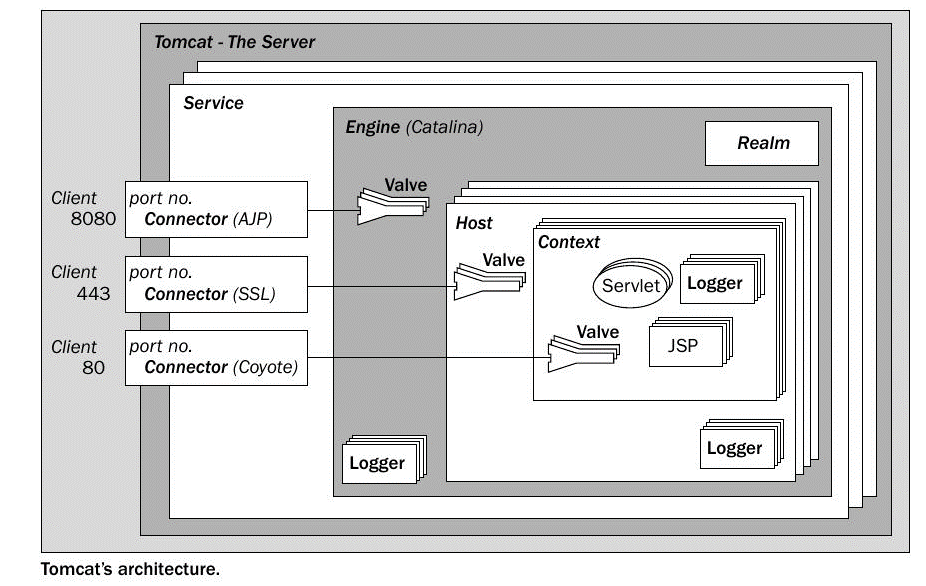 Tomcat - The Server
Service
Engine (Catalina)
Realm
Client
8080
port no.
Connector (AJP)
Valve
Host
Context
Client
443
port no.
Connector (SSL)
Valve
Servlet
Logger
Client
80
port no.
Connector (Coyote)
Valve
JSP
Logger
Logger
Tomcat's architecture.